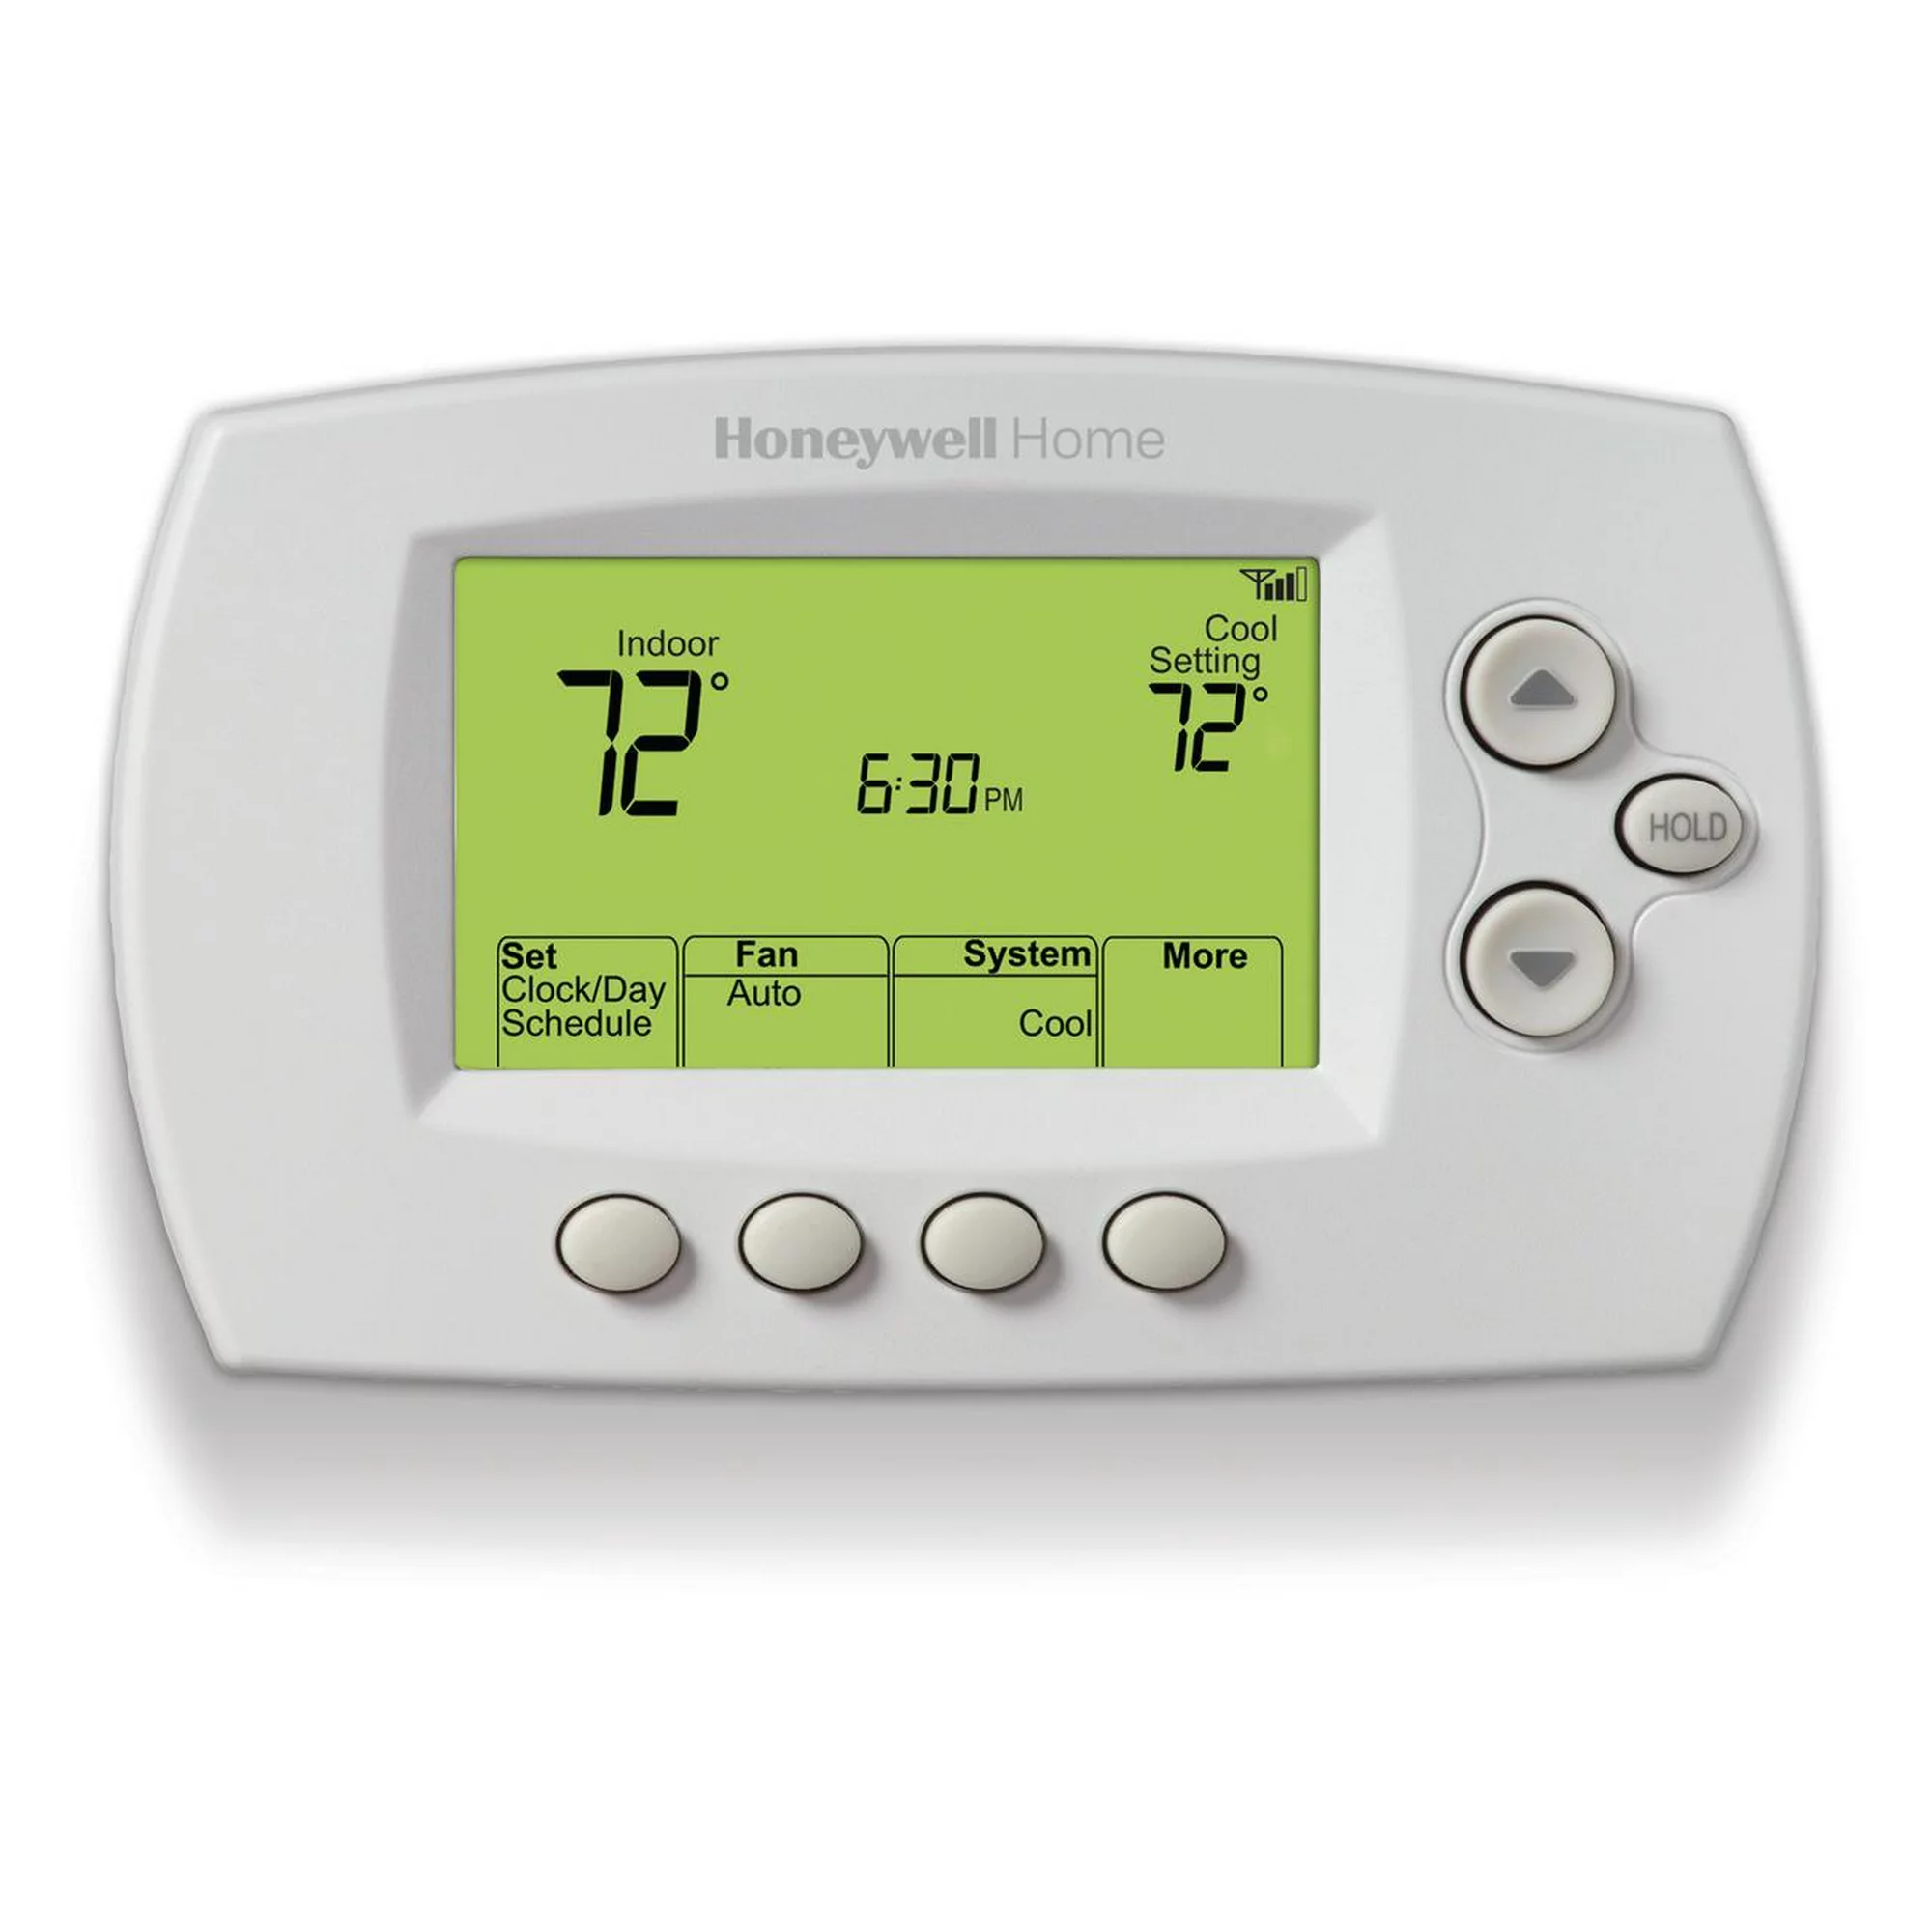 Honeywell Home
Indoor
72°
Cool
Setting
72°
6:30 PM
HOLD
Set
Clock/Day
Schedule
Fan
Auto
System
Cool
More